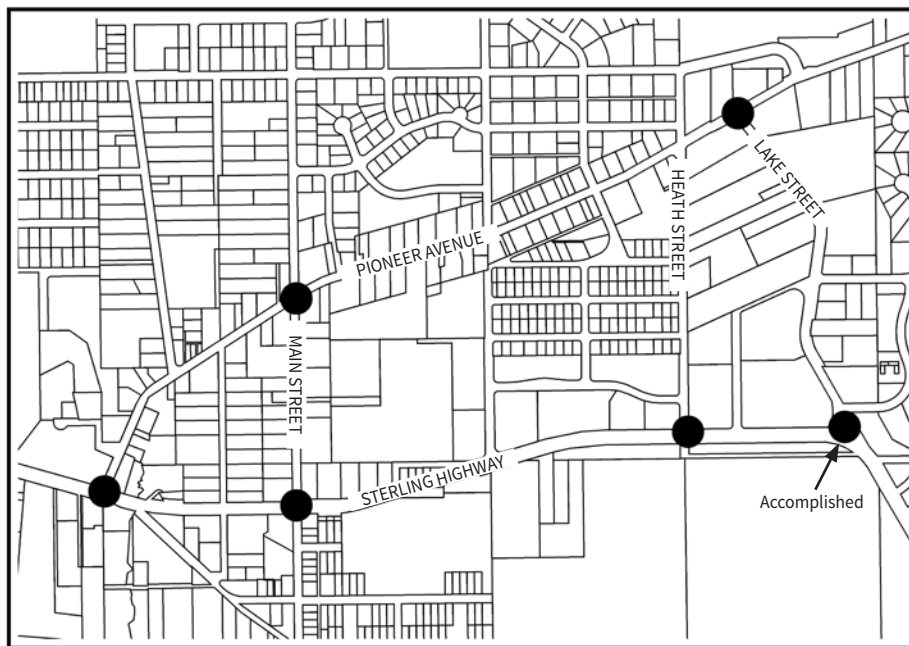 LAKE STREET
HEATH STREET
PIONEER AVENUE
MAIN STREET
STERLING HIGHWAY
Accomplished